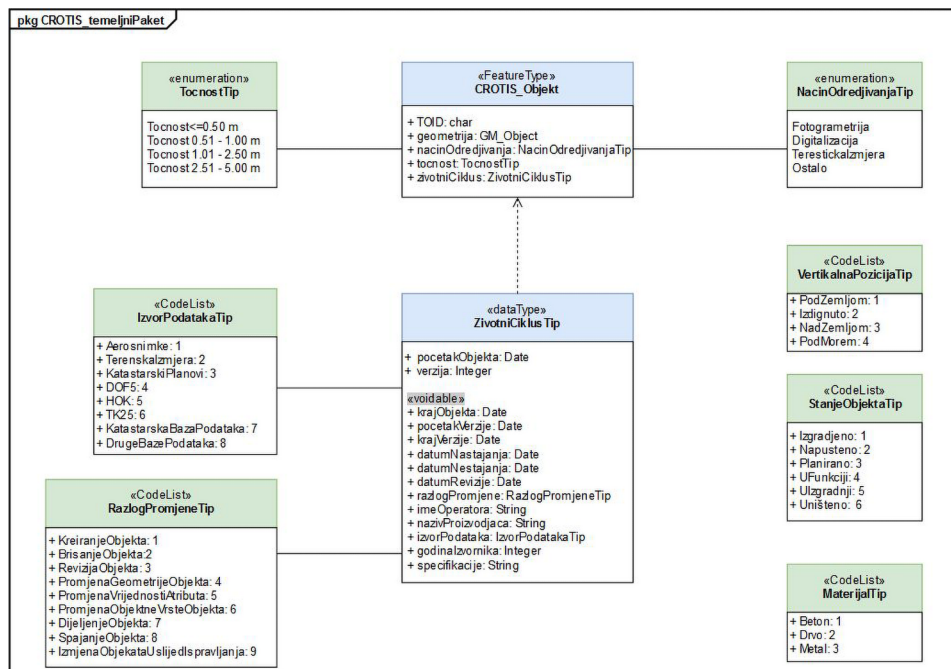 pkg CROTIS_temeljniPaket
«enumeration»
TocnostTip
Tocnost<=0.50 m
Tocnost 0.51 - 1.00 m
Tocnost 1.01 - 2.50 m
Tocnost 2.51 - 5.00 m
«FeatureType»
CROTIS_Objekt
+ TOID: char
+ geometrija: GM_Object
+ nacinOdredjivanja: NacinOdredjivanjaTip
+ tocnost: TocnostTip
+ zivotniCiklus: ZivotniCiklusTip
«enumeration»
NacinOdredjivanjaTip
Fotogrametrija
Digitalizacija
TerestickaIzmjera
Ostalo
«CodeList»
IzvorPodatakaTip
+ Aerosnimke: 1
+ TerenskaIzmjera: 2
+ KatastarskiPlanovi: 3
+ DOF5: 4
+ HOK: 5
+ TK25: 6
+ KatastarskaBazaPodataka: 7
+ DrugeBazePodataka: 8
«dataType»
ZivotniCiklusTip
+ pocetakObjekta: Date
+ verzija: Integer
«voidable»
+ krajObjekta: Date
+ pocetakVerzije: Date
+ krajVerzije: Date
+ datumNastajanja: Date
+ datumNestajanja: Date
+ datumRevizije: Date
+ razlogPromjene: RazlogPromjeneTip
+ imeOperatora: String
+ nazivProizvodjaca: String
+ izvorPodataka: IzvorPodatakaTip
+ godinaIzvornika: Integer
+ specifikacije: String
«CodeList»
VertikalnaPozicijaTip
+ PodZemljom: 1
+ Izdignuto: 2
+ NadZemljom: 3
+ PodMorem: 4
«CodeList»
StanjeObjektaTip
+ Izgradjeno: 1
+ Napusteno: 2
+ Planirano: 3
+ UFunkciji: 4
+ UIzgradnji: 5
+ Uništeno: 6
«CodeList»
RazlogPromjeneTip
+ KreiranjeObjekta: 1
+ BrisanjeObjekta:2
+ RevizijaObjekta: 3
+ PromjenaGeometrijeObjekta: 4
+ PromjenaVrijednostiAtributa: 5
+ PromjenaObjektneVrsteObjekta: 6
+ DijeljenjeObjekta: 7
+ SpajanjeObjekta: 8
+ IzmjenaObjekataUslijedIspravljanja: 9
«CodeList»
MaterijalTip
+ Beton: 1
+ Drvo: 2
+ Metal: 3